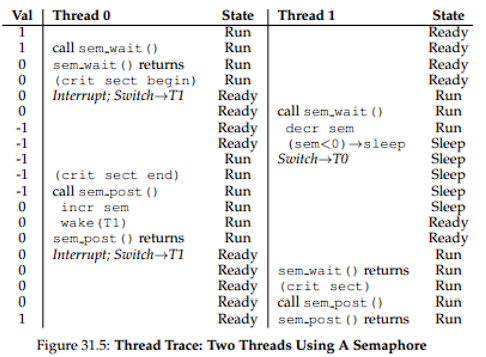 Val Thread 0 State Thread 1 State
1 Run Ready
1 call sem_wait() Run Ready
0 sem_wait() returns Run Ready
0 (crit sect begin) Run Ready
0 Interrupt; Switch→T1 Ready Run
0 Ready call sem_wait() Run
-1 Ready decr sem Run
-1 Ready (sem<0)→sleep Sleep
-1 Run Switch→T0 Sleep
-1 (crit sect end) Run Sleep
-1 call sem_post() Run Sleep
0 incr sem Run Sleep
0 wake(T1) Run Ready
0 sem_post() returns Run Ready
0 Interrupt; Switch→T1 Ready Run
0 Ready sem_wait() returns Run
0 Ready (crit sect) Run
0 Ready call sem_post() Run
1 Ready sem_post() returns Run
Figure 31.5: Thread Trace: Two Threads Using A Semaphore